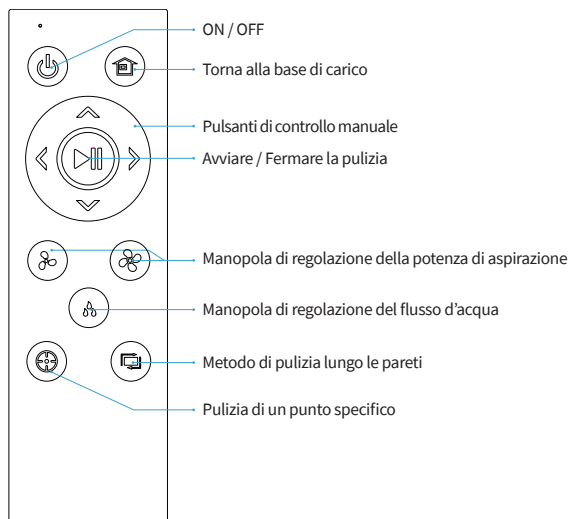 ON / OFF
Torna alla base di carico
Pulsanti di controllo manuale
Avviare / Fermare la pulizia
Manopola di regolazione della potenza di aspirazione
Manopola di regolazione del flusso d’acqua
Metodo di pulizia lungo le pareti
Pulizia di un punto specifico